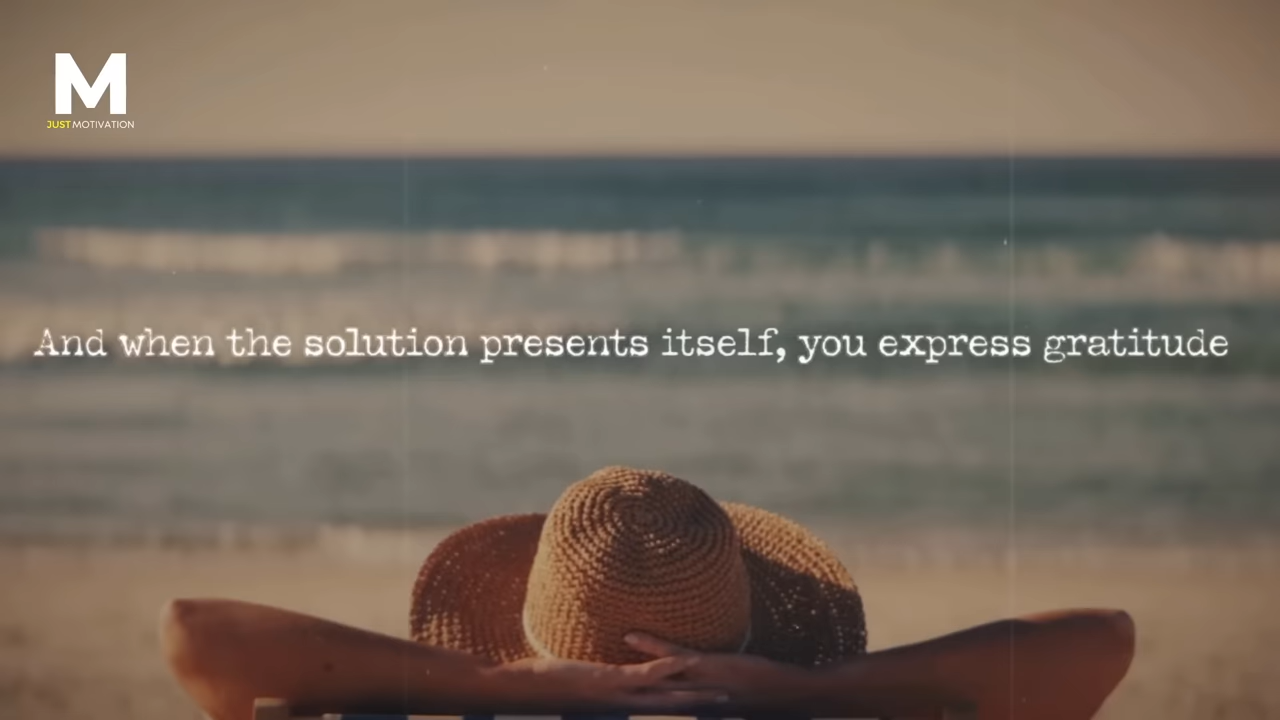 M
JUST MOTIVATION
And when the solution presents itself, you express gratitude